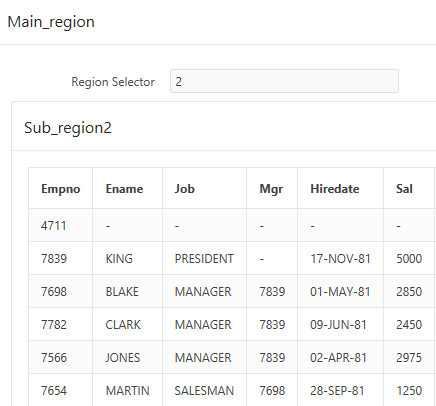 Main_region
Region Selector 2
Sub_region2
Empno Ename Job Mgr Hiredate Sal
4711 - - - - -
7839 KING PRESIDENT - 17-NOV-81 5000
7698 BLAKE MANAGER 7839 01-MAY-81 2850
7782 CLARK MANAGER 7839 09-JUN-81 2450
7566 JONES MANAGER 7839 02-APR-81 2975
7654 MARTIN SALESMAN 7698 28-SEP-81 1250